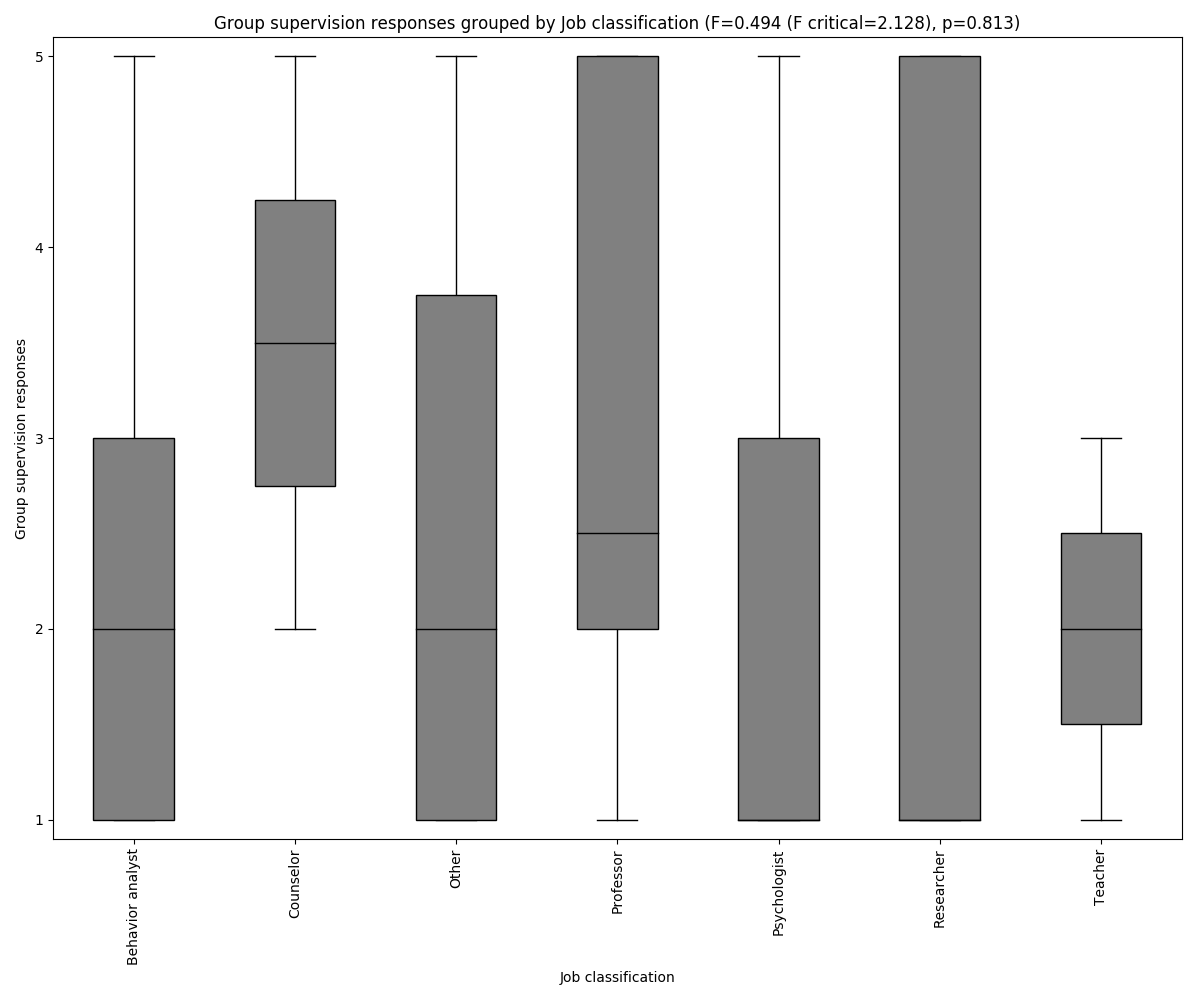 Group supervision responses grouped by Job classification (F=0.494 (F critical=2.128), p=0.813)
Group supervision responses
5
4
3
2
1
Behavior analyst
Counselor
Other
Professor
Psychologist
Researcher
Teacher
Job classification